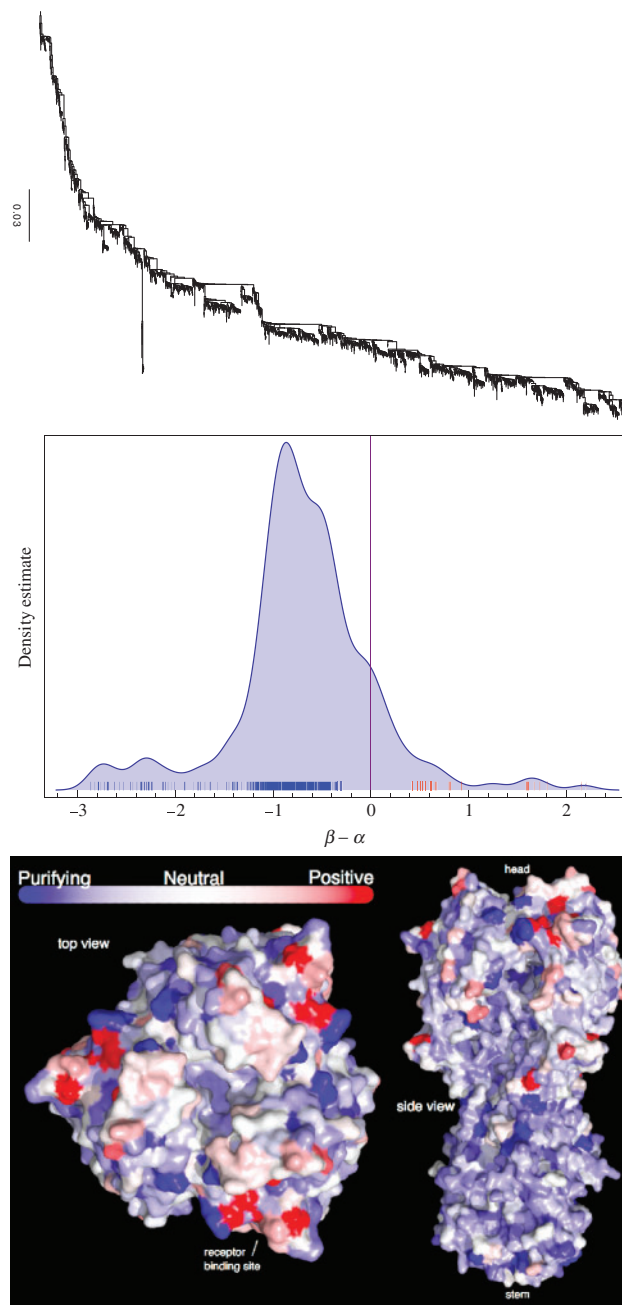 0.03
Density estimate
−3 −2 −1 0 1 2
β – α
Purifying Neutral Positive
top view
head
side view
receptor
binding site
stem